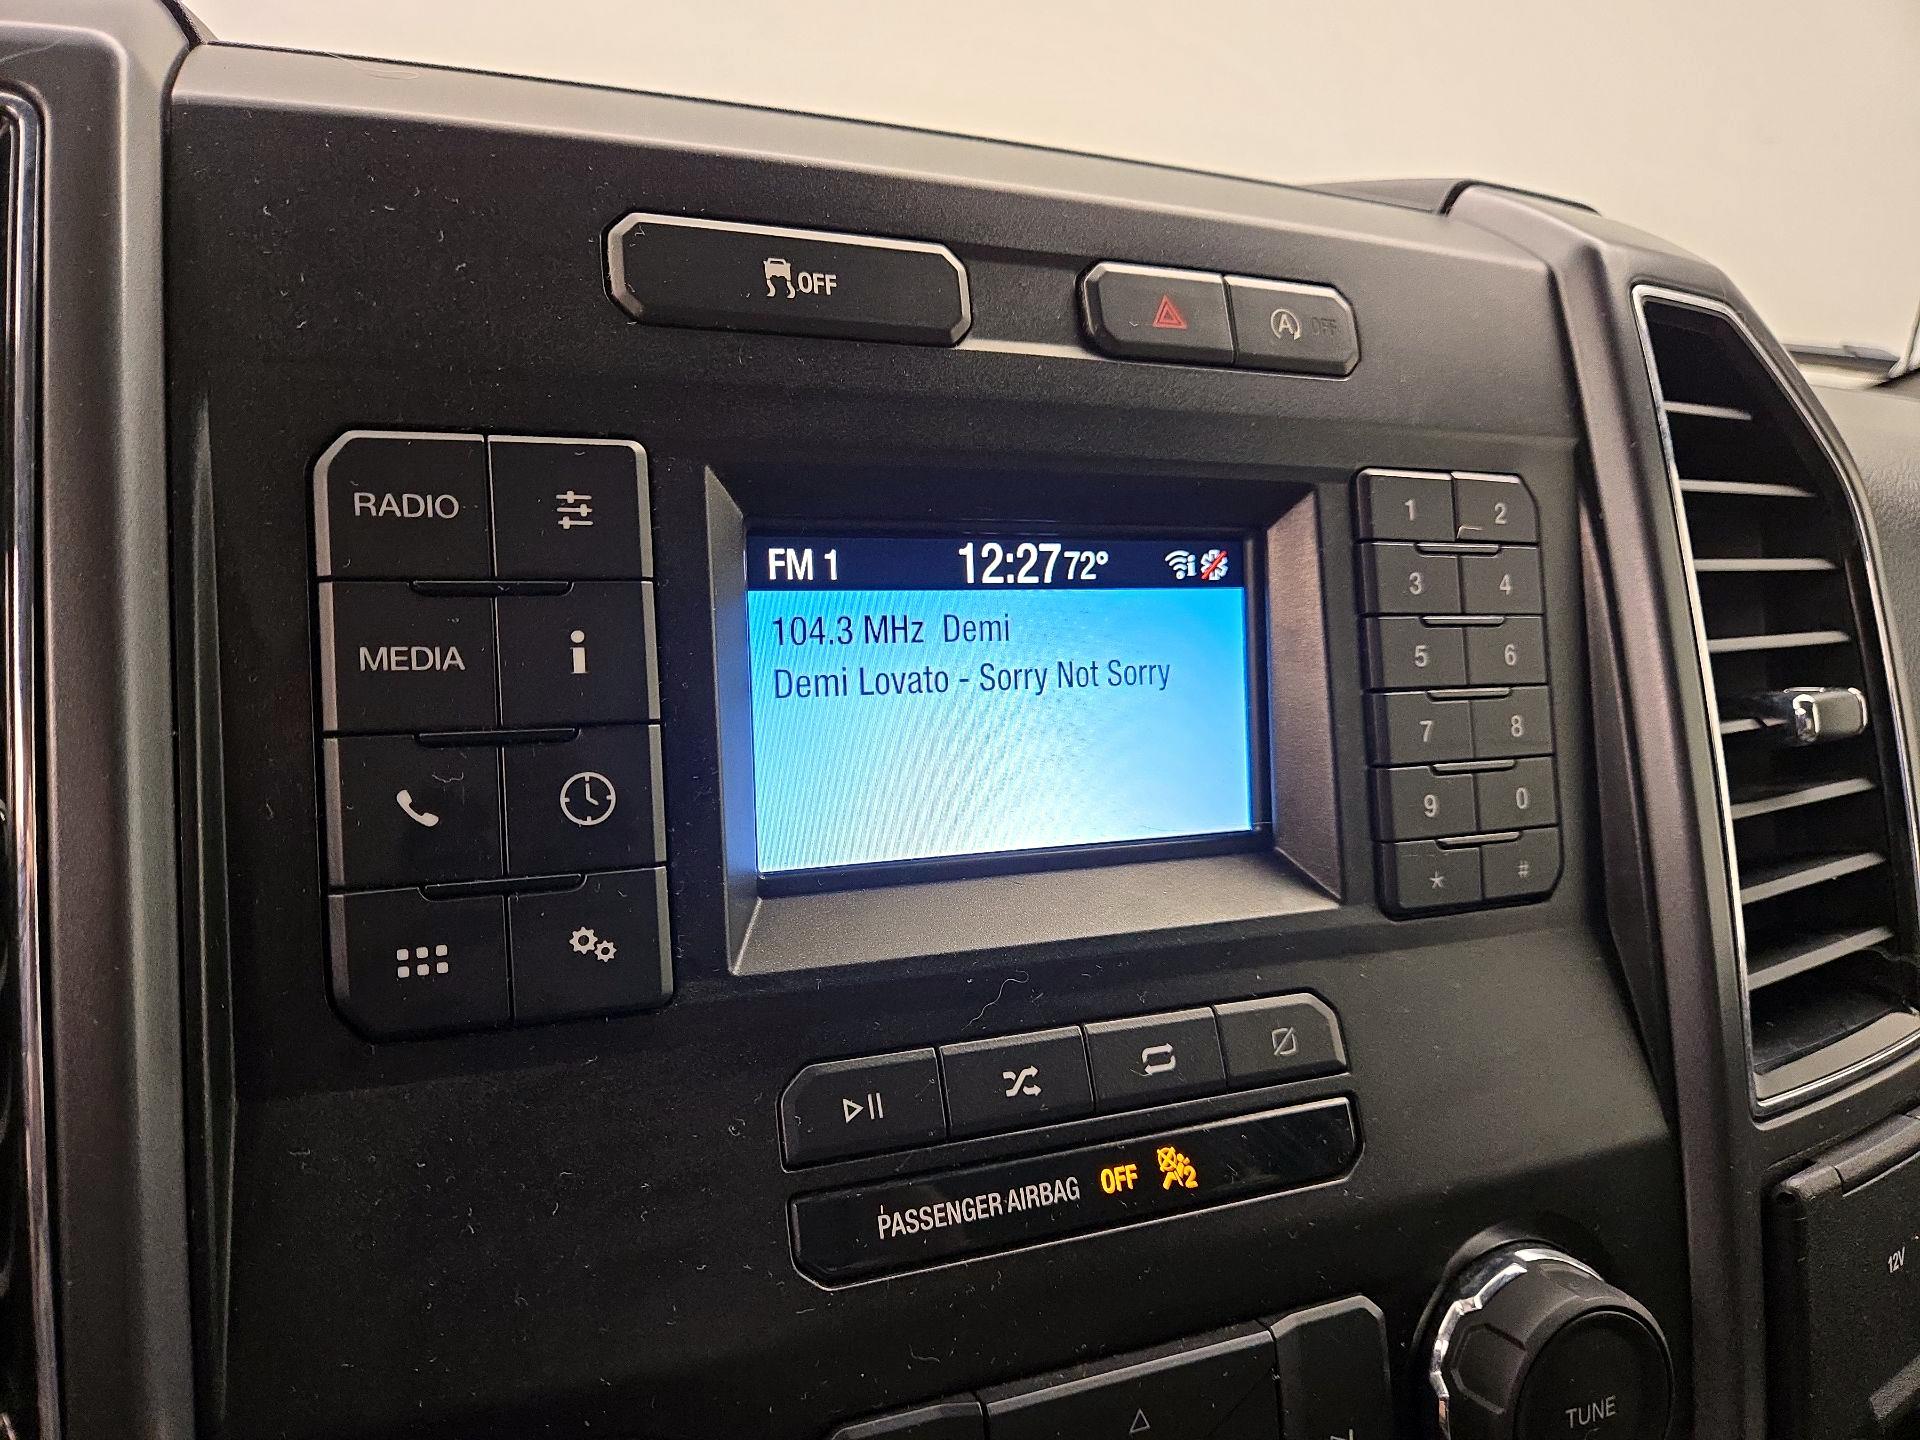 OFF
A OFF
RADIO
MEDIA
FM 1 12:27 72°
104.3 MHz Demi
Demi Lovato - Sorry Not Sorry
1 2
3 4
5 6
7 8
9 0
* #
PASSENGER AIRBAG OFF 2
12V
TUNE